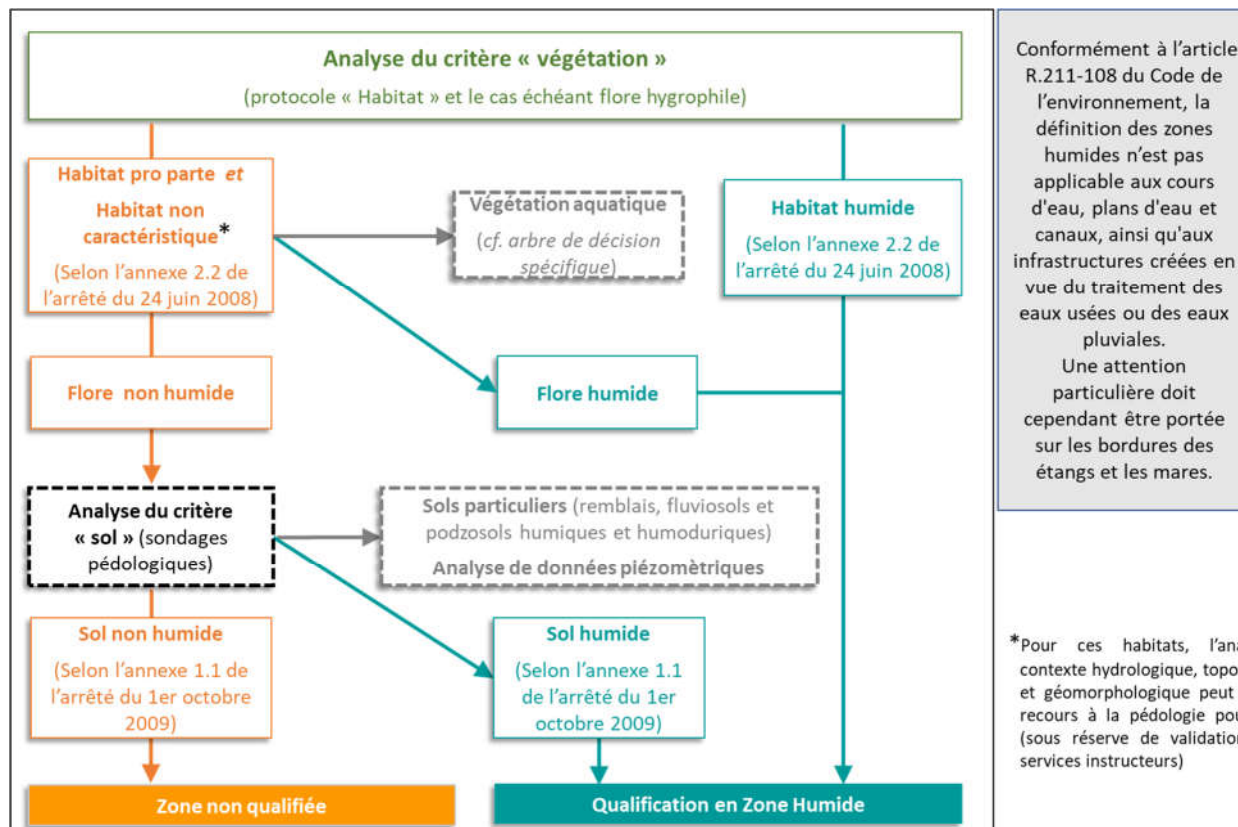 Analyse du critère « végétation »
(protocole « Habitat » et le cas échéant flore hygrophile)
Habitat pro parte et
Habitat non
caractéristique*
(Selon l’annexe 2.2 de
l’arrêté du 24 juin 2008)
Végétation aquatique
(cf. arbre de décision
spécifique)
Habitat humide
(Selon l’annexe 2.2 de
l’arrêté du 24 juin 2008)
Flore non humide
Flore humide
Analyse du critère
« sol » (sondages
pédologiques)
Sols particuliers (remblais, fluviosols et
podzosols humiques et humoduriques)
Analyse de données piézomètriques
Sol non humide
(Selon l’annexe 1.1 de
l’arrêté du 1er octobre
2009)
Sol humide
(Selon l’annexe 1.1
de l’arrêté du 1er
octobre 2009)
Zone non qualifiée
Qualification en Zone Humide
Conformément à l’article
R.211-108 du Code de
l’environnement, la
définition des zones
humides n’est pas
applicable aux cours
d'eau, plans d'eau et
canaux, ainsi qu'aux
infrastructures créées en
vue du traitement des
eaux usées ou des eaux
pluviales.
Une attention
particulière doit
cependant être portée
sur les bordures des
étangs et les mares.
*Pour ces habitats,
contexte hydrologique,
et géomorphologique peut
recours à la pédologie
(sous réserve de
services instructeurs)